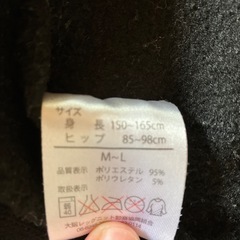 サイズ
身 長 150~165cm
ヒップ 85~98cm
M~L
品質表示 ポリエステル 95%
ポリウレタン 5%
取扱表示
40